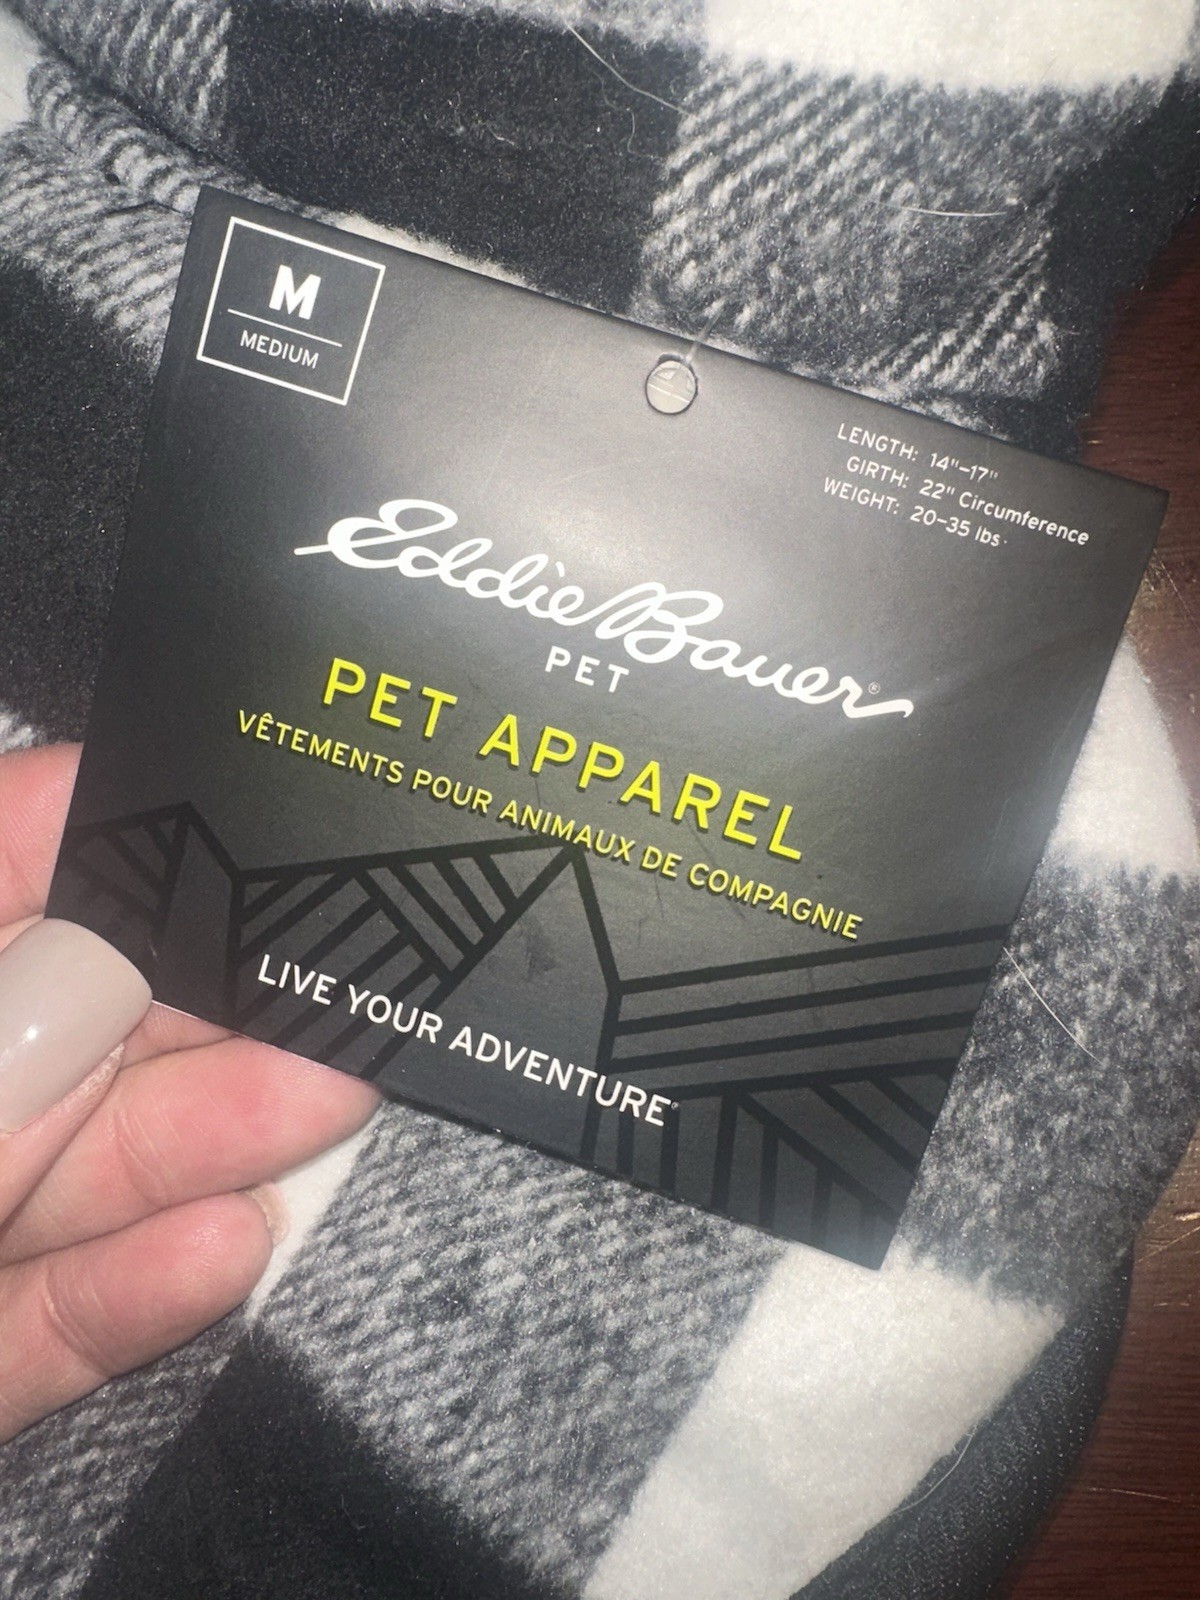 M
MEDIUM
LENGTH: 14"–17"
GIRTH: 22" Circumference
WEIGHT: 20–35 lbs.
Eddie Bauer®
PET
PET APPAREL
VÊTEMENTS POUR ANIMAUX DE COMPAGNIE
LIVE YOUR ADVENTURE®